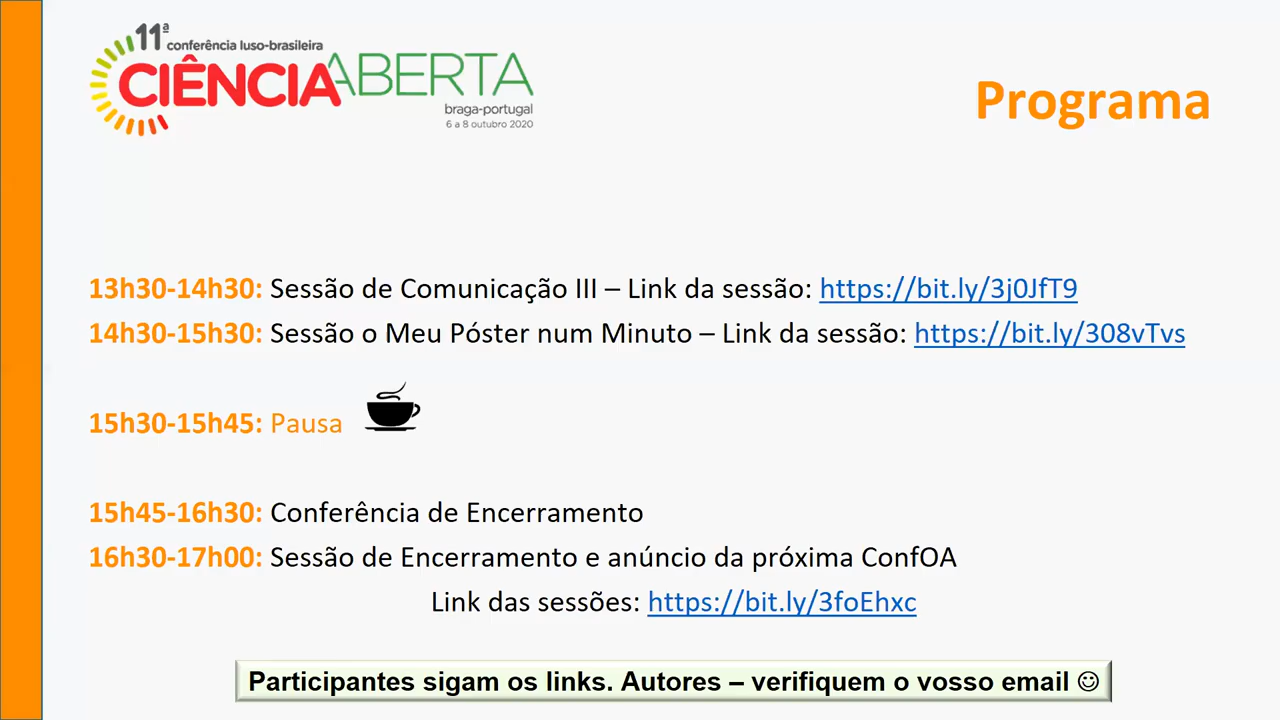 11ª conferência luso-brasileira
CIÊNCIAABERTA
braga-portugal
6 a 8 outubro 2020
Programa
13h30-14h30: Sessão de Comunicação III – Link da sessão: https://bit.ly/3j0JfT9
14h30-15h30: Sessão o Meu Póster num Minuto – Link da sessão: https://bit.ly/308vTvs
15h30-15h45: Pausa
15h45-16h30: Conferência de Encerramento
16h30-17h00: Sessão de Encerramento e anúncio da próxima ConfOA
Link das sessões: https://bit.ly/3foEhxc
Participantes sigam os links. Autores – verifiquem o vosso email ☺